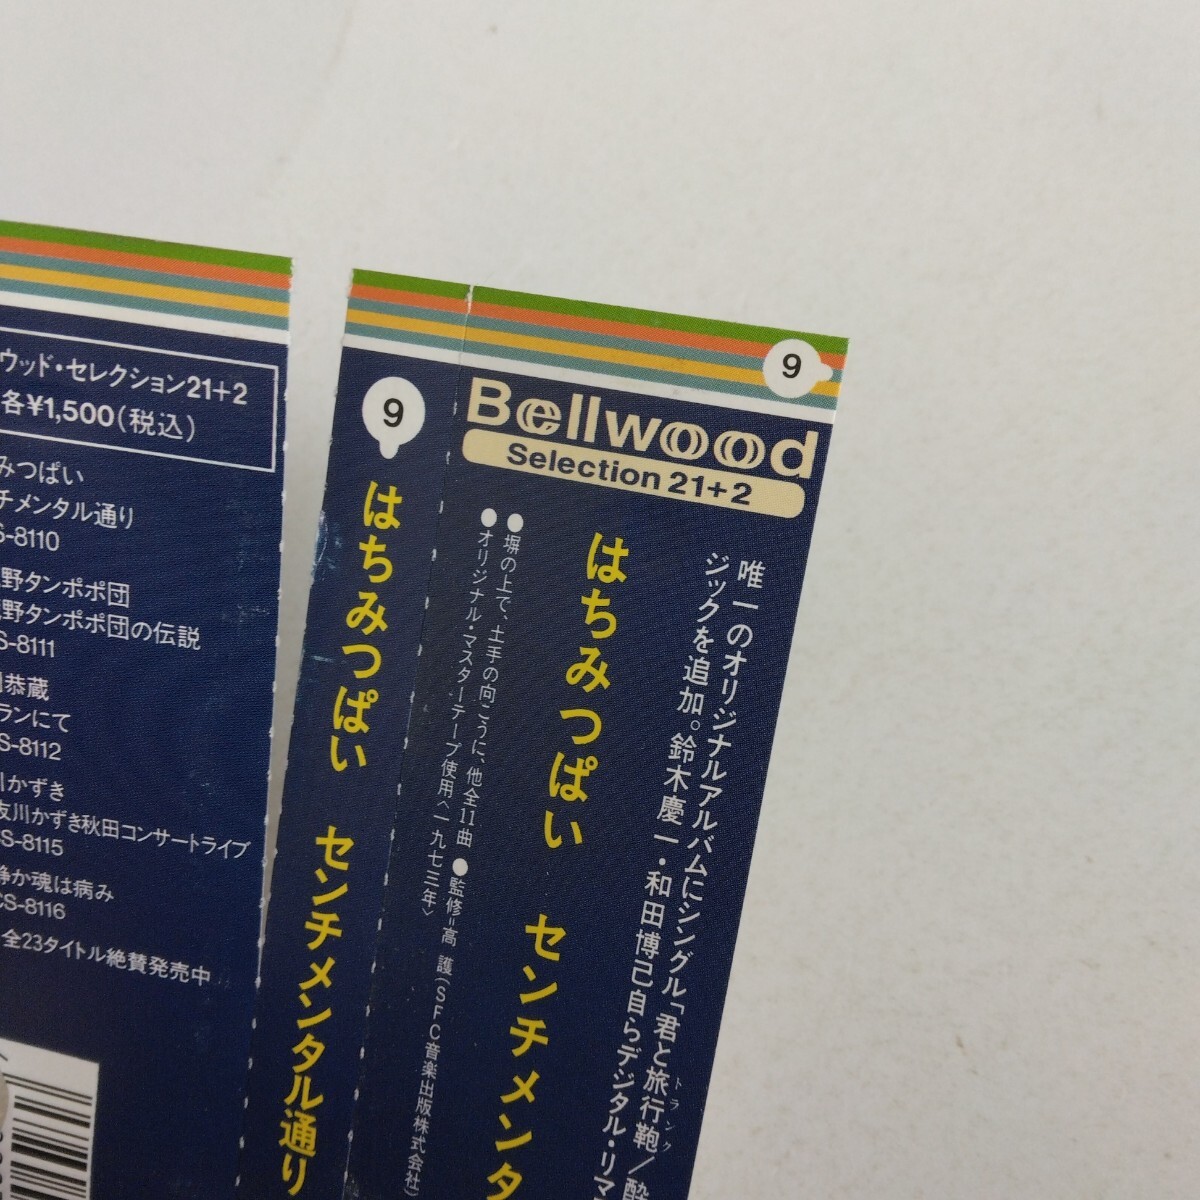 ウッド・セレクション21+2
各¥1,500(税込)
みつぱい
チメンタル通り
S-8110
野タンポポ団
野タンポポ団の伝説
S-8111
恭蔵
ランにて
S-8112
川かずき
友川かずき秋田コンサートライブ
CS-8115
静か魂は病み
CS-8116
全23タイトル絶賛発売中
9
はちみつぱい センチメンタル通り
9
Bellwood
Selection 21+2
唯一のオリジナルアルバムにシングル「君と旅行鞄/酔
トランク
ジックを追加。鈴木慶一・和田博己自らデジタル・リマ
はちみつぱい センチメンタ
●塀の上で、土手の向こうに、他全11曲 ●監修=高 護(SFC音楽出版株式会社)
●オリジナル・マスターテープ使用〈一九七三年〉